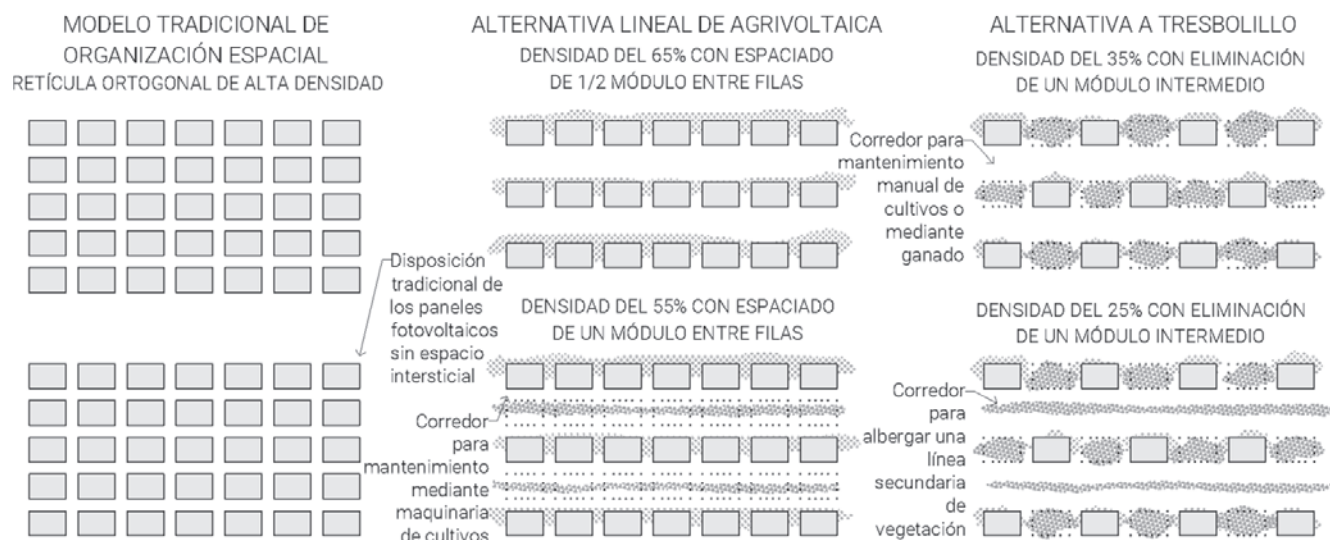 MODELO TRADICIONAL DE
ORGANIZACIÓN ESPACIAL
RETÍCULA ORTOGONAL DE ALTA DENSIDAD
Disposición
tradicional de
los paneles
fotovoltaicos
sin espacio
intersticial
ALTERNATIVA LINEAL DE AGRIVOLTAICA
DENSIDAD DEL 65% CON ESPACIADO
DE 1/2 MÓDULO ENTRE FILAS
DENSIDAD DEL 55% CON ESPACIADO
DE UN MÓDULO ENTRE FILAS
Corredor
para
mantenimiento
mediante
maquinaria
de cultivos
ALTERNATIVA A TRESBOLILLO
DENSIDAD DEL 35% CON ELIMINACIÓN
DE UN MÓDULO INTERMEDIO
Corredor para
mantenimiento
manual de
cultivos o
mediante
ganado
DENSIDAD DEL 25% CON ELIMINACIÓN
DE UN MÓDULO INTERMEDIO
Corredor
para
albergar una
línea
secundaria
de
vegetación